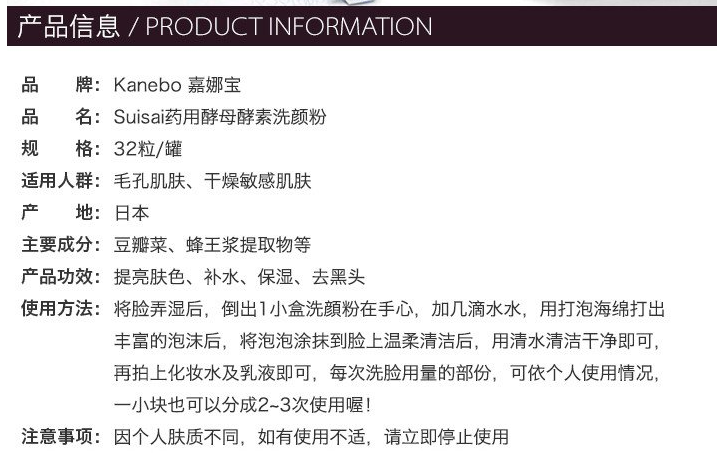 产品信息 / PRODUCT INFORMATION
品 牌：Kanebo 嘉娜宝
品 名：Suisai药用酵母酵素洗颜粉
规 格：32粒/罐
适用人群：毛孔肌肤、干燥敏感肌肤
产 地：日本
主要成分：豆瓣菜、蜂王浆提取物等
产品功效：提亮肤色、补水、保湿、去黑头
使用方法：将脸弄湿后，倒出1小盒洗顏粉在手心，加几滴水水，用打泡海绵打出
丰富的泡沫后，将泡泡涂抹到脸上温柔清洁后，用清水清洁干净即可，
再拍上化妆水及乳液即可，每次洗脸用量的部份，可依个人使用情况，
一小块也可以分成2~3次使用喔！
注意事项：因个人肤质不同，如有使用不适，请立即停止使用